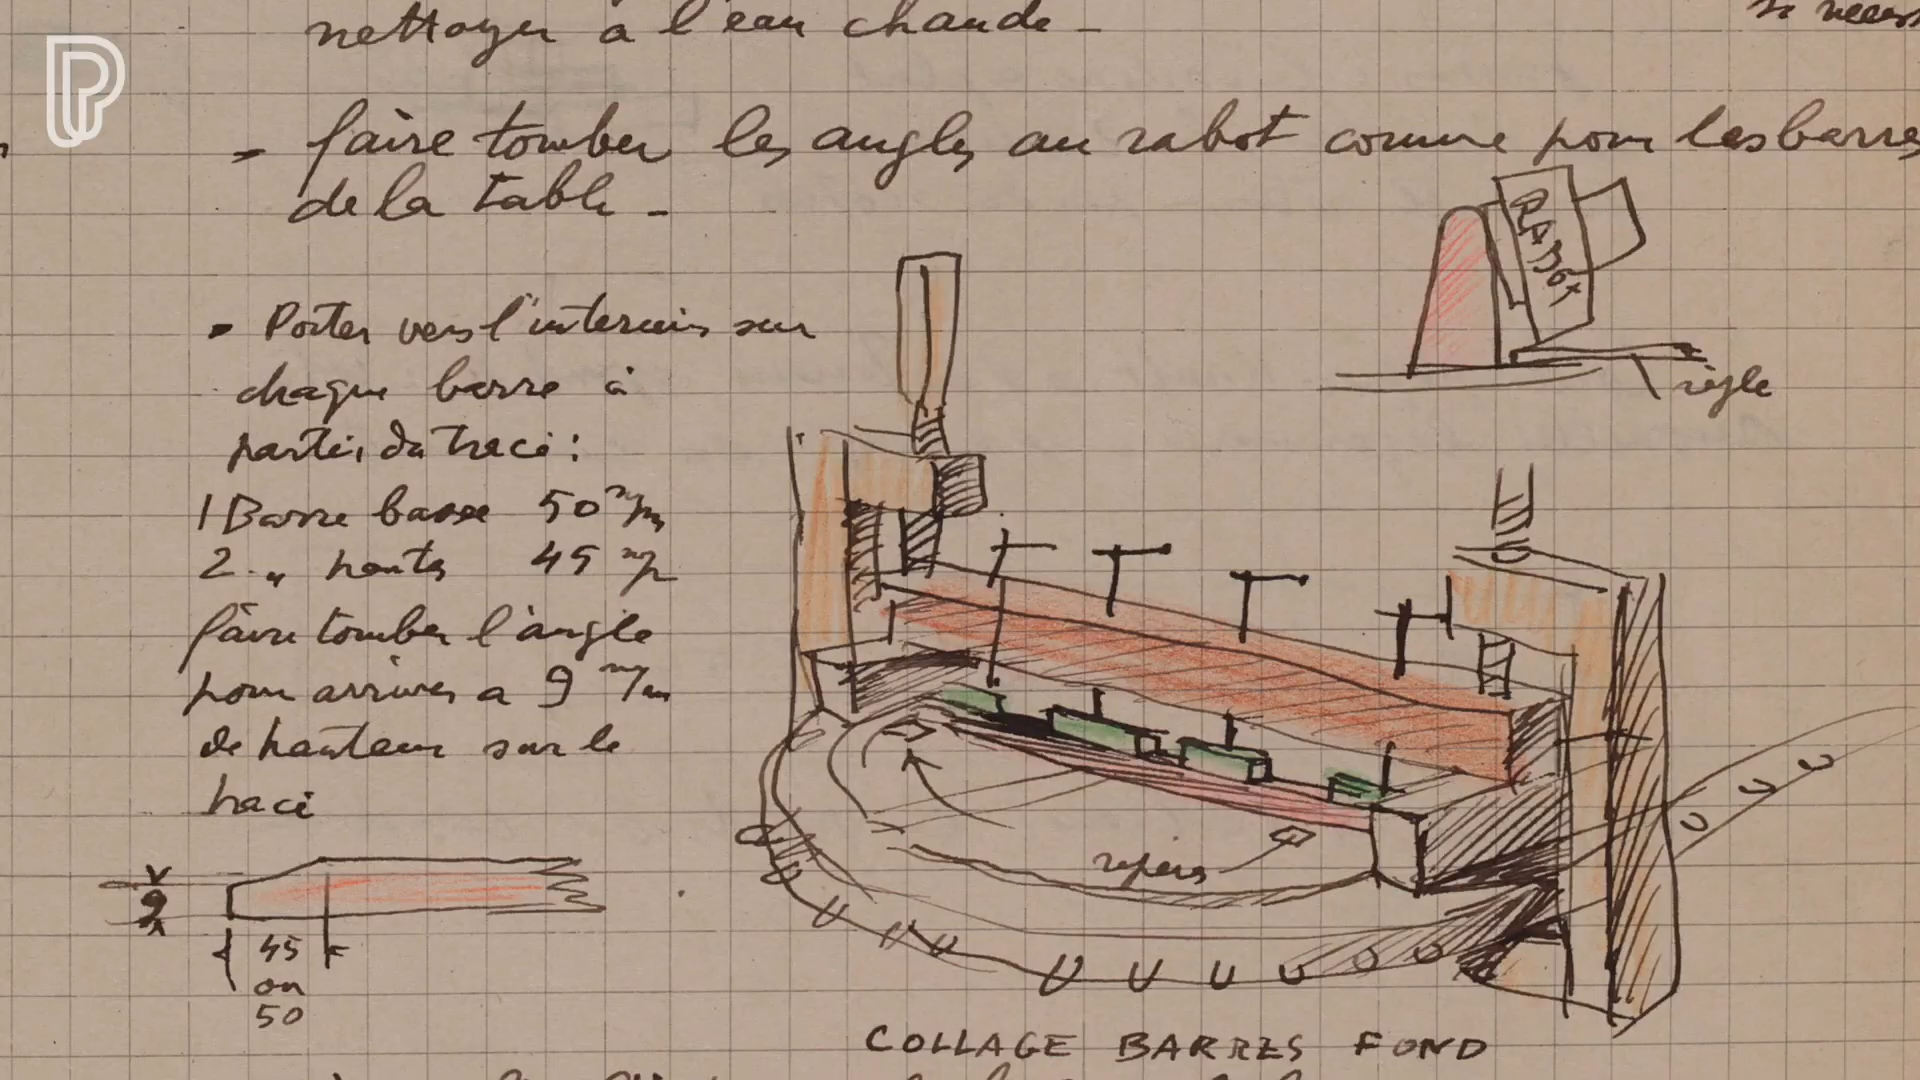 nettoyer à l'eau chaude -
- faire tomber les angles au rabot comme pour les barres
de la table -
RABOT
règle
- Porter vers l'interieur sur
chaque barre à
partir du tracé :
1 Barre basse 50 m/m
2 " hautes 45 m/m
faire tomber l'angle
pour arriver a 9 m/m
de hauteur sur le
tracé
9
45
ou
50
repères
COLLAGE BARRES FOND